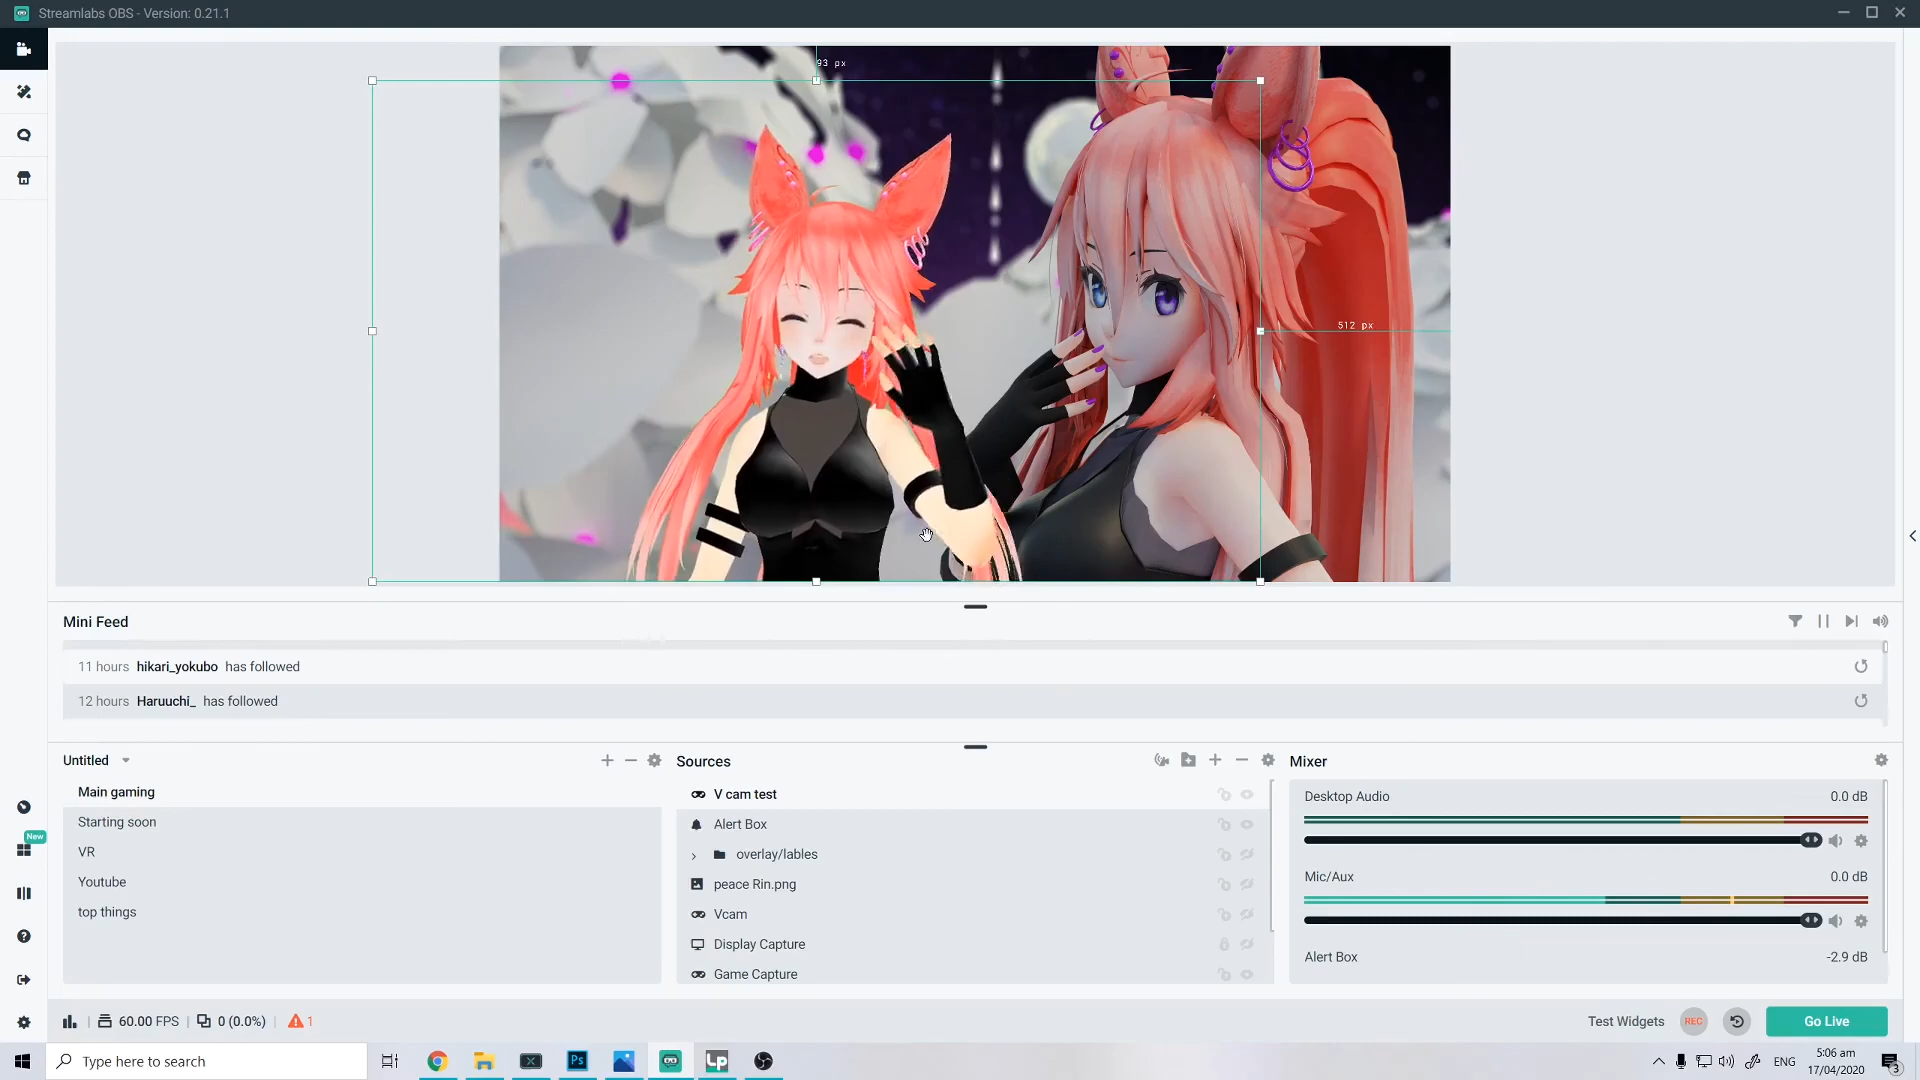 Streamlabs OBS - Version: 0.21.1
93 px
512 px
Mini Feed
11 hours hikari_yokubo has followed
12 hours Haruuchi_ has followed
Untitled
Main gaming
Starting soon
VR
Youtube
top things
Sources
V cam test
Alert Box
overlay/lables
peace Rin.png
Vcam
Display Capture
Game Capture
Mixer
Desktop Audio 0.0 dB
Mic/Aux 0.0 dB
Alert Box -2.9 dB
New
60.00 FPS
0 (0.0%)
1
Test Widgets
REC
Go Live
Type here to search
Ps
Lp
ENG
5:06 am
17/04/2020
3